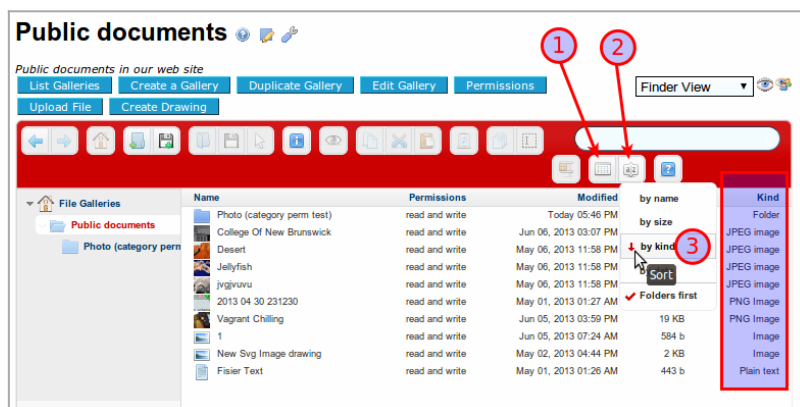 Public documents
1
2
Public documents in our web site
List Galleries Create a Gallery Duplicate Gallery Edit Gallery Permissions
Finder View
Upload File Create Drawing
File Galleries
Public documents
Photo (category perm
Name Permissions Modified Kind
Photo (category perm test) read and write Today 05:46 PM Folder
College Of New Brunswick read and write Jun 06, 2013 03:07 PM JPEG image
Desert read and write May 06, 2013 11:58 PM JPEG image
Jellyfish read and write May 06, 2013 11:58 PM JPEG image
jvgjvuvu read and write May 06, 2013 11:58 PM JPEG image
2013 04 30 231230 read and write May 01, 2013 01:27 AM PNG Image
Vagrant Chilling read and write Jun 05, 2013 03:59 PM 19 KB PNG Image
1 read and write Jun 05, 2013 07:24 AM 584 b Image
New Svg Image drawing read and write May 02, 2013 04:44 PM 2 KB Image
Fisier Text read and write May 01, 2013 01:26 AM 443 b Plain text
by name
by size
by kind
3
Sort
Folders first